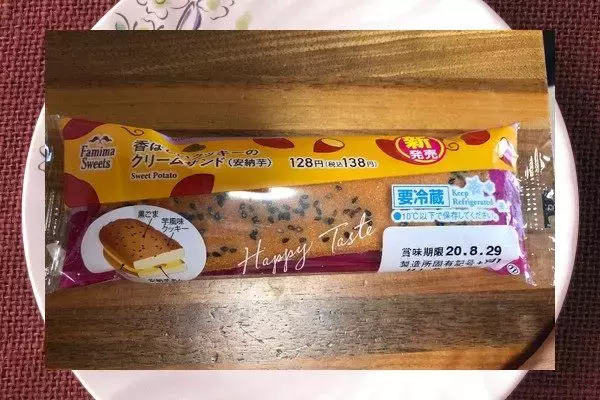 Famima
Sweets
香ば
クッキーの
クリームサンド(安納芋)
128円(税込138円)
Sweet Potato
新
発売
要冷蔵
Keep
Refrigerated
●10℃以下で保存してください。
黒ごま
芋風味
クッキー
Happy Taste
賞味期限 20.8.29
製造所固有記号